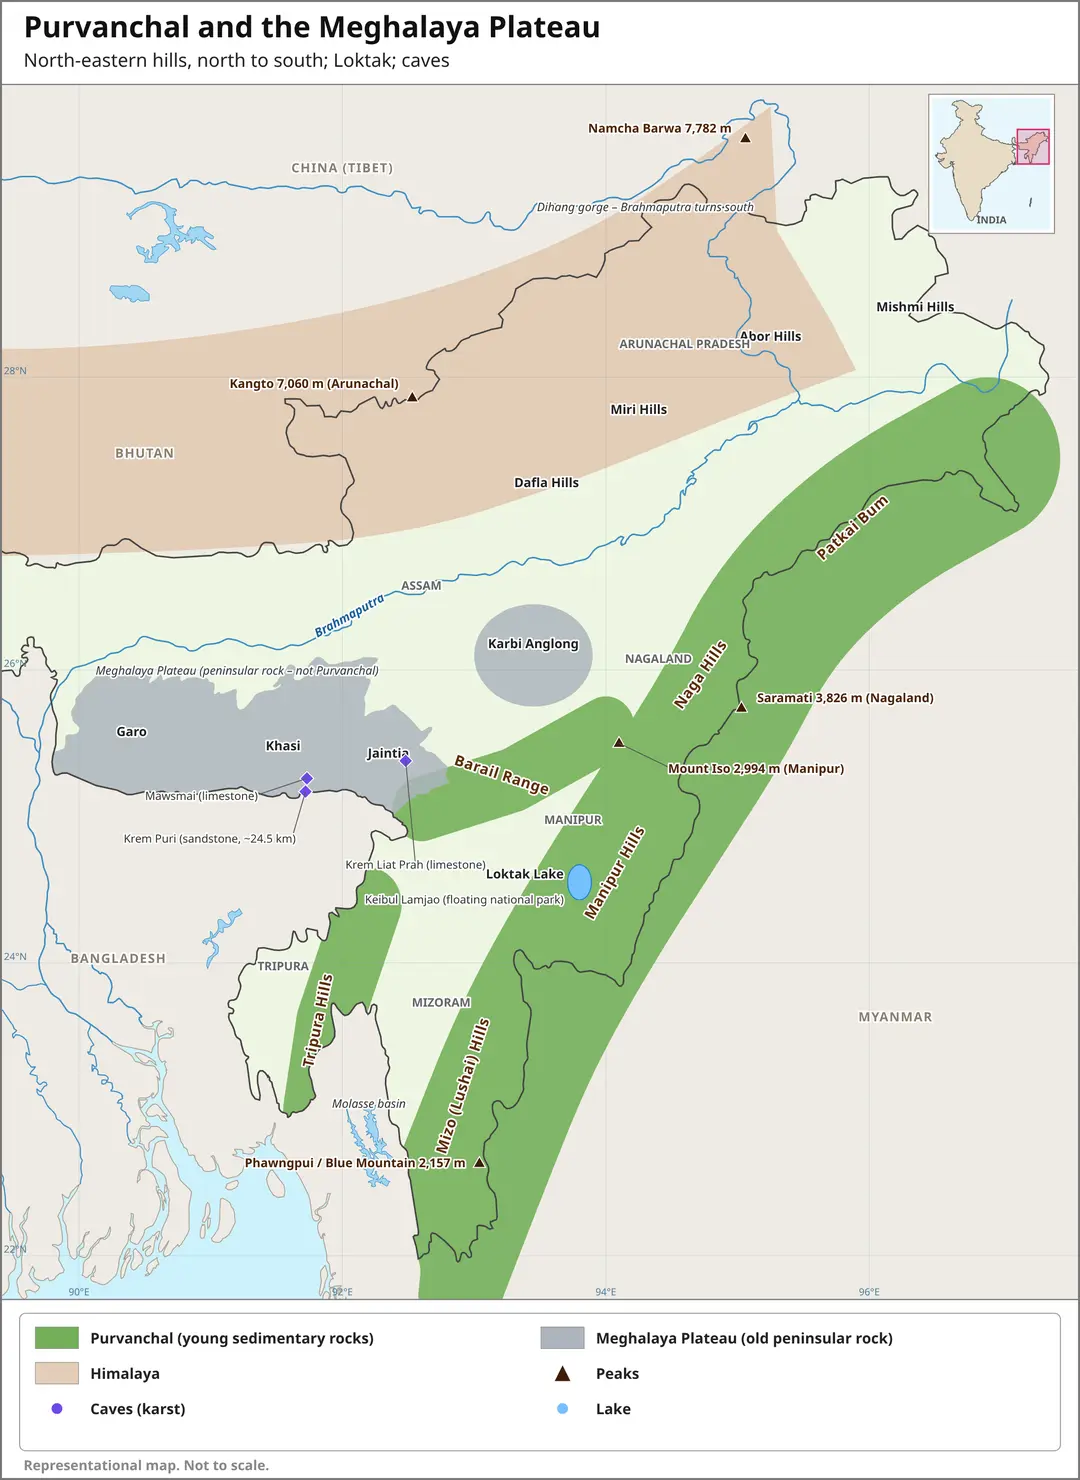 Purvanchal and the Meghalaya Plateau
North-eastern hills, north to south; Loktak; caves
Namcha Barwa 7,782 m
CHINA (TIBET)
Dihang gorge – Brahmaputra turns south
INDIA
Mishmi Hills
Abor Hills
ARUNACHAL PRADESH
28°N
Kangto 7,060 m (Arunachal)
Miri Hills
BHUTAN
Dafla Hills
Patkai Bum
ASSAM
Brahmaputra
Karbi Anglong
26°N
Meghalaya Plateau (peninsular rock – not Purvanchal)
NAGALAND
Naga Hills
Saramati 3,826 m (Nagaland)
Garo
Khasi
Jaintia
Barail Range
Mount Iso 2,994 m (Manipur)
Mawsmai (limestone)
MANIPUR
Krem Puri (sandstone, ~24.5 km)
Krem Liat Prah (limestone)
Loktak Lake
Manipur Hills
Keibul Lamjao (floating national park)
24°N
BANGLADESH
TRIPURA
Tripura Hills
MIZORAM
MYANMAR
Mizo (Lushai) Hills
Molasse basin
Phawngpui / Blue Mountain 2,157 m
22°N
90°E
92°E
94°E
96°E
Purvanchal (young sedimentary rocks)
Meghalaya Plateau (old peninsular rock)
Himalaya
Peaks
Caves (karst)
Lake
Representational map. Not to scale.